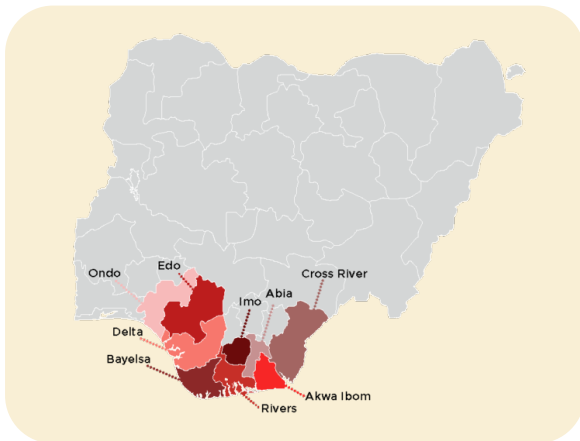 Ondo
Edo
Cross River
Imo
Abia
Delta
Bayelsa
Akwa Ibom
Rivers